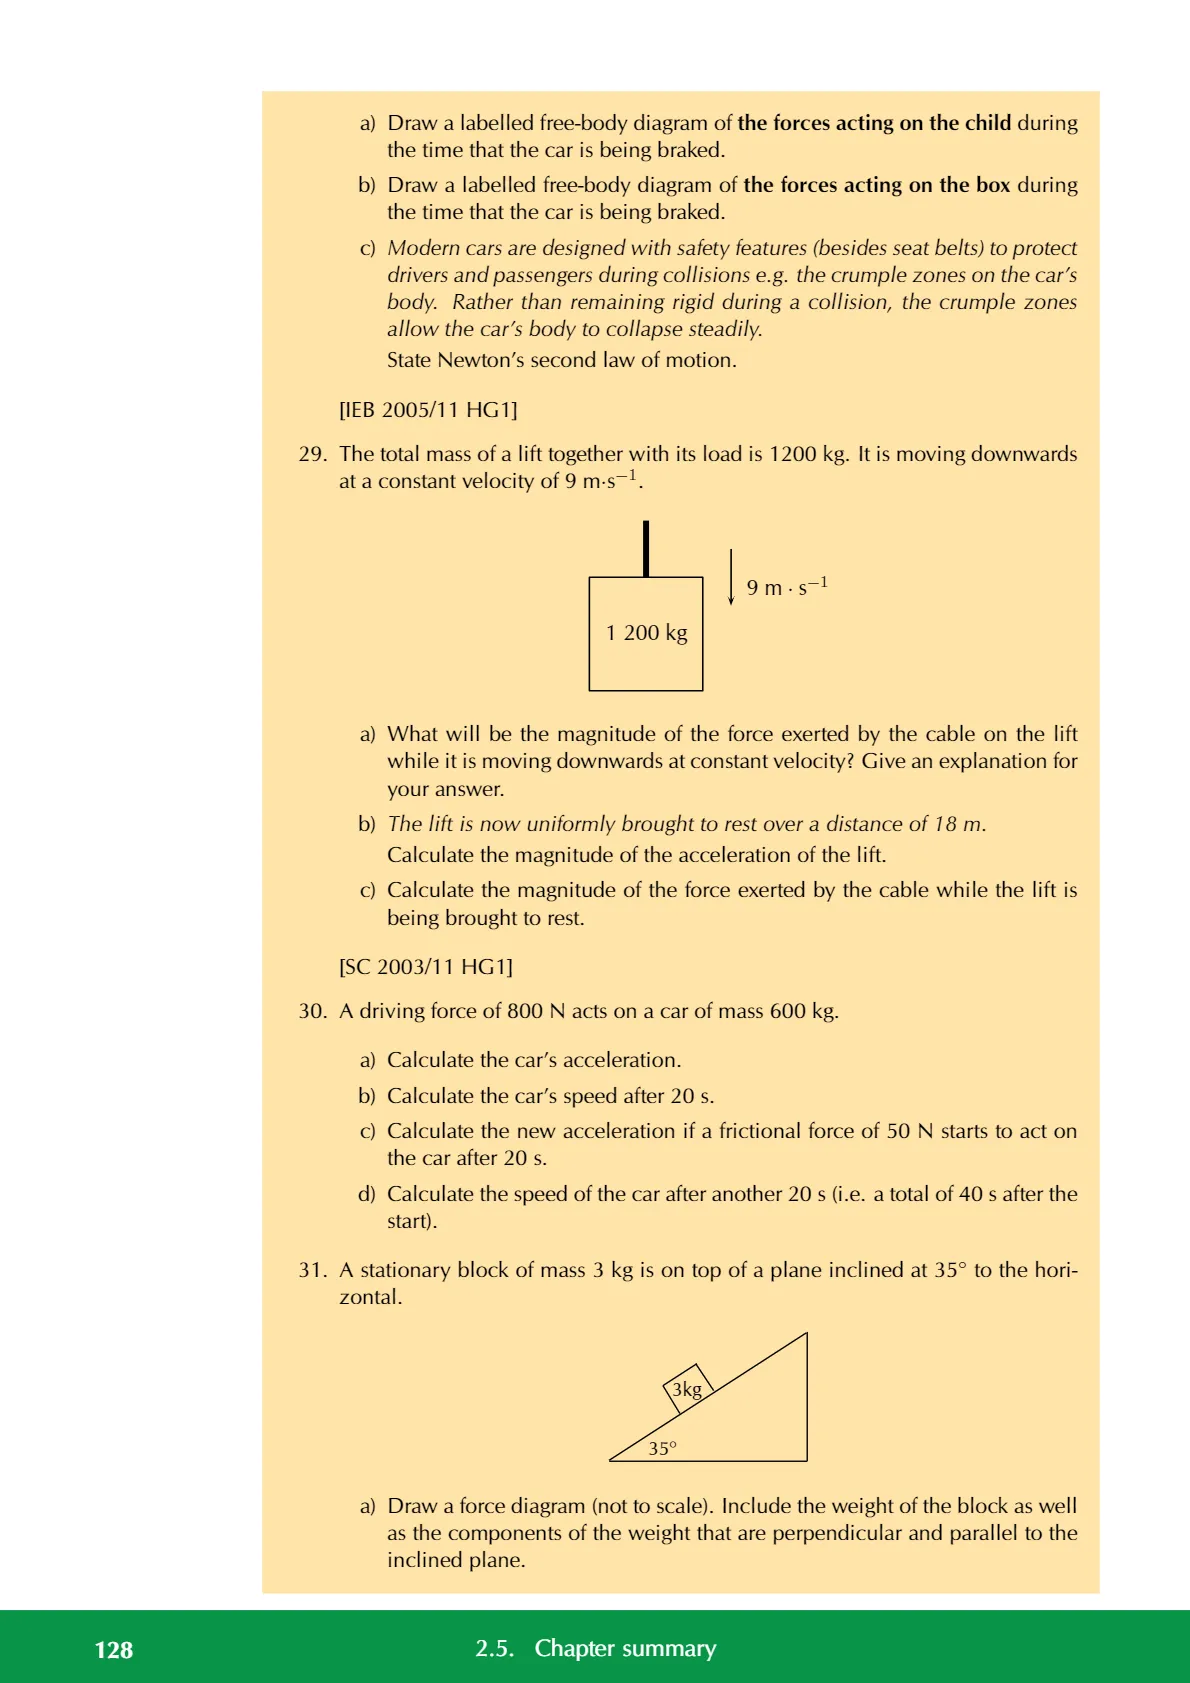 a) Draw a labelled free-body diagram of the forces acting on the child during
the time that the car is being braked.
b) Draw a labelled free-body diagram of the forces acting on the box during
the time that the car is being braked.
c) Modern cars are designed with safety features (besides seat belts) to protect
drivers and passengers during collisions e.g. the crumple zones on the car's
body. Rather than remaining rigid during a collision, the crumple zones
allow the car's body to collapse steadily.
State Newton's second law of motion.
[IEB 2005/11 HG1]
29. The total mass of a lift together with its load is 1200 kg. It is moving downwards
at a constant velocity of 9 m·s⁻¹.
9 m · s⁻¹
1 200 kg
a) What will be the magnitude of the force exerted by the cable on the lift
while it is moving downwards at constant velocity? Give an explanation for
your answer.
b) The lift is now uniformly brought to rest over a distance of 18 m.
Calculate the magnitude of the acceleration of the lift.
c) Calculate the magnitude of the force exerted by the cable while the lift is
being brought to rest.
[SC 2003/11 HG1]
30. A driving force of 800 N acts on a car of mass 600 kg.
a) Calculate the car's acceleration.
b) Calculate the car's speed after 20 s.
c) Calculate the new acceleration if a frictional force of 50 N starts to act on
the car after 20 s.
d) Calculate the speed of the car after another 20 s (i.e. a total of 40 s after the
start).
31. A stationary block of mass 3 kg is on top of a plane inclined at 35° to the hori-
zontal.
3kg
35°
a) Draw a force diagram (not to scale). Include the weight of the block as well
as the components of the weight that are perpendicular and parallel to the
inclined plane.
128 2.5. Chapter summary